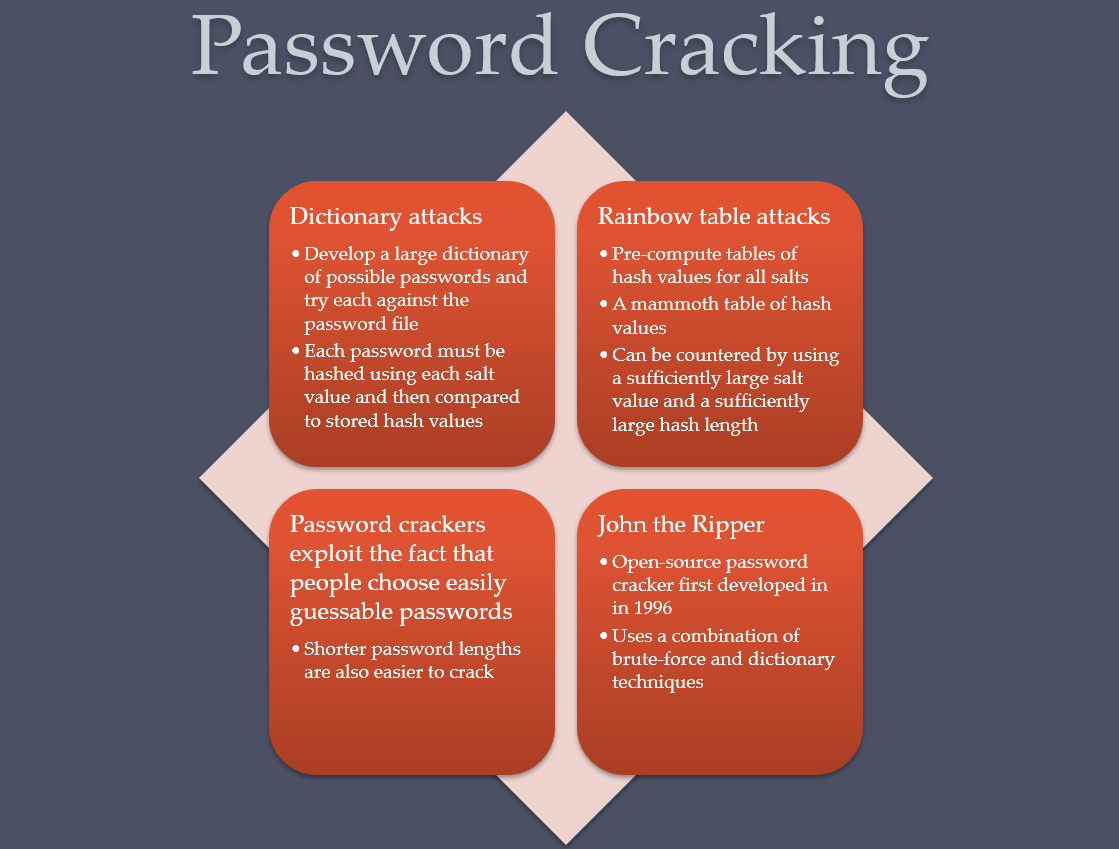 Password Cracking
Dictionary attacks
•Develop a large dictionary
of possible passwords and
try each against the
password file
•Each password must be
hashed using each salt
value and then compared
to stored hash values
Rainbow table attacks
•Pre-compute tables of
hash values for all salts
•A mammoth table of hash
values
•Can be countered by using
a sufficiently large salt
value and a sufficiently
large hash length
Password crackers
exploit the fact that
people choose easily
guessable passwords
•Shorter password lengths
are also easier to crack
John the Ripper
•Open-source password
cracker first developed in
in 1996
•Uses a combination of
brute-force and dictionary
techniques